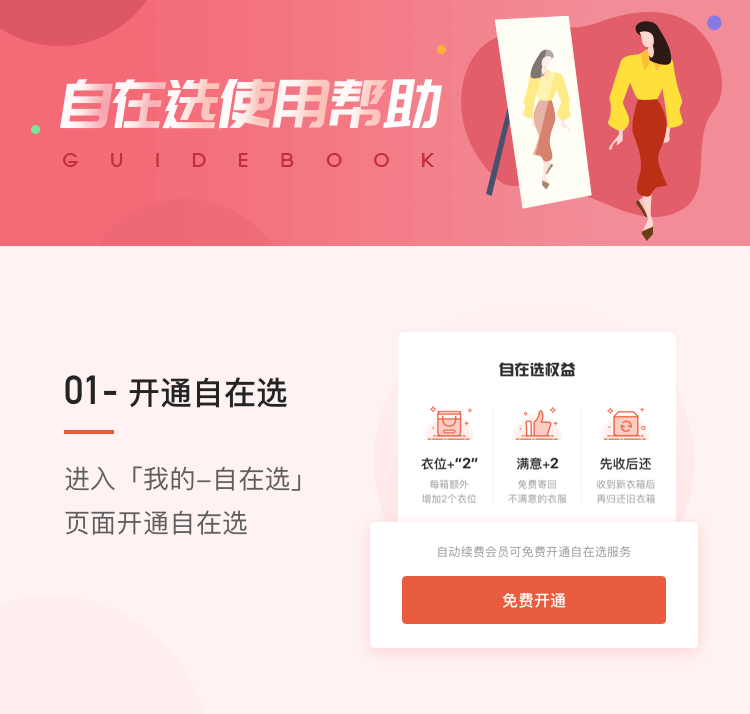 自在选使用帮助
GUIDEBOOK
01- 开通自在选
进入「我的–自在选」
页面开通自在选
自在选权益
衣位+“2” 满意+2 先收后还
每箱额外 免费寄回 收到新衣箱后
增加2个衣位 不满意的衣服 再归还旧衣箱
自动续费会员可免费开通自在选服务
免费开通